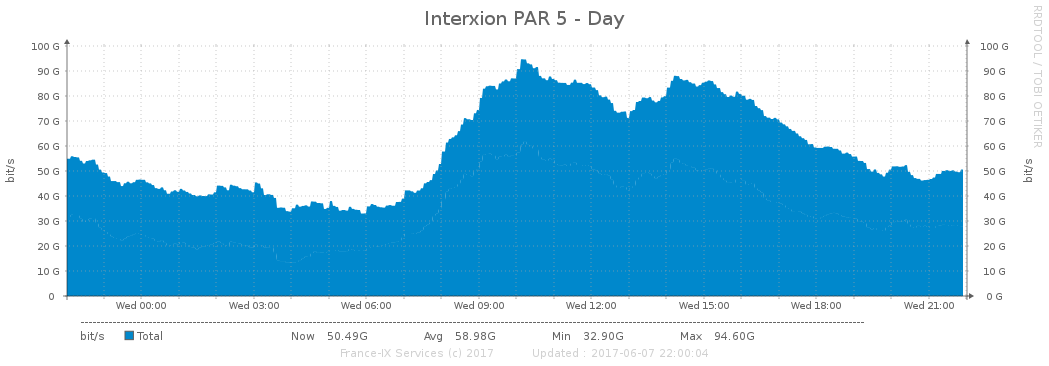 Interxion PAR 5 - Day
RRDTOOL / TOBI OETIKER
bit/s
100 G
90 G
80 G
70 G
60 G
50 G
40 G
30 G
20 G
10 G
0
100 G
90 G
80 G
70 G
60 G
50 G
40 G
30 G
20 G
10 G
0 G
bit/s
Wed 00:00 Wed 03:00 Wed 06:00 Wed 09:00 Wed 12:00 Wed 15:00 Wed 18:00 Wed 21:00
bit/s Total Now 50.49G Avg 58.98G Min 32.90G Max 94.60G
France-IX Services (c) 2017 Updated : 2017-06-07 22:00:04